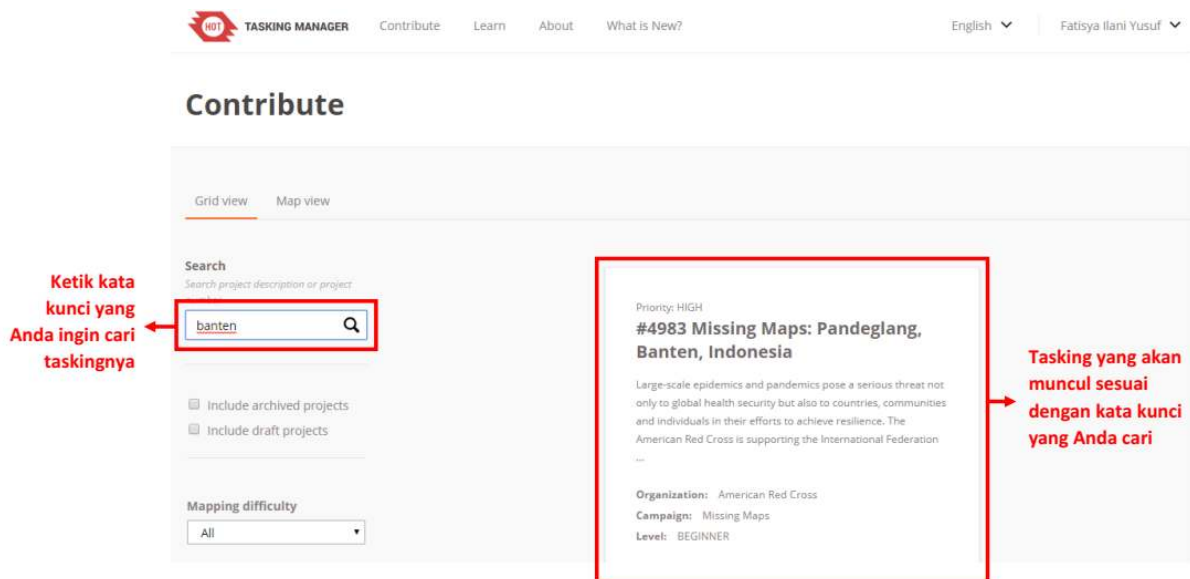 HOT TASKING MANAGER Contribute Learn About What is New? English Fatisya Ilani Yusuf
Contribute
Grid view Map view
Search
Search project description or project
banten
Include archived projects
Include draft projects
Mapping difficulty
All
Ketik kata
kunci yang
Anda ingin cari
taskingnya
Priority: HIGH
#4983 Missing Maps: Pandeglang,
Banten, Indonesia
Large-scale epidemics and pandemics pose a serious threat not
only to global health security but also to countries, communities
and individuals in their efforts to achieve resilience. The
American Red Cross is supporting the International Federation
...
Organization: American Red Cross
Campaign: Missing Maps
Level: BEGINNER
Tasking yang akan
muncul sesuai
dengan kata kunci
yang Anda cari